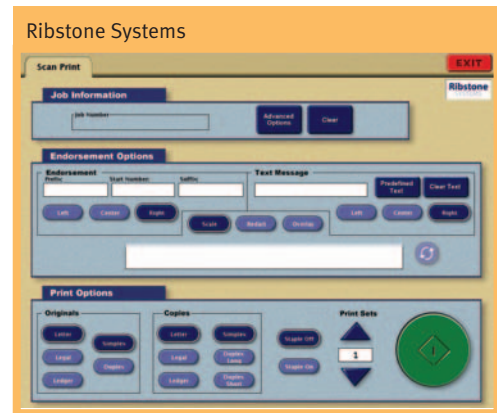 Ribstone Systems
Scan Print
EXIT
Ribstone
Job Information
Job Number
Advanced Options
Clear
Endorsement Options
Endorsement
Prefix:
Start Number:
Suffix:
Left
Center
Right
Text Message
Predefined Text
Clear Text
Left
Center
Right
Scale
Redact
Overlay
Print Options
Originals
Letter
Legal
Ledger
Simplex
Duplex
Copies
Letter
Legal
Ledger
Simplex
Duplex Long
Duplex Short
Staple Off
Staple On
Print Sets
1